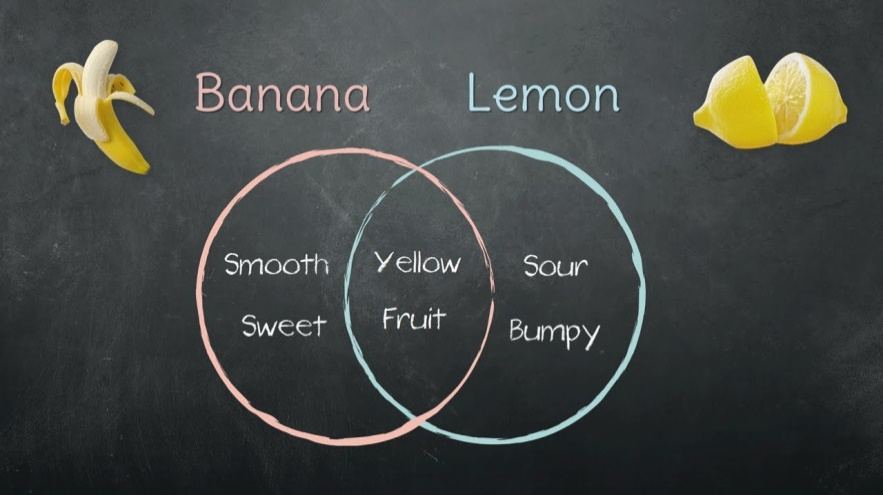 Banana Lemon
Smooth Yellow Sour
Sweet Fruit Bumpy